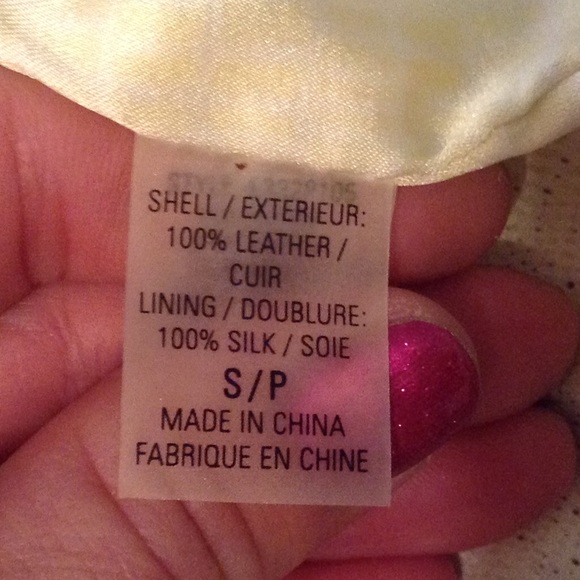 SHELL / EXTERIEUR:
100% LEATHER /
CUIR
LINING / DOUBLURE:
100% SILK / SOIE
S/P
MADE IN CHINA
FABRIQUE EN CHINE